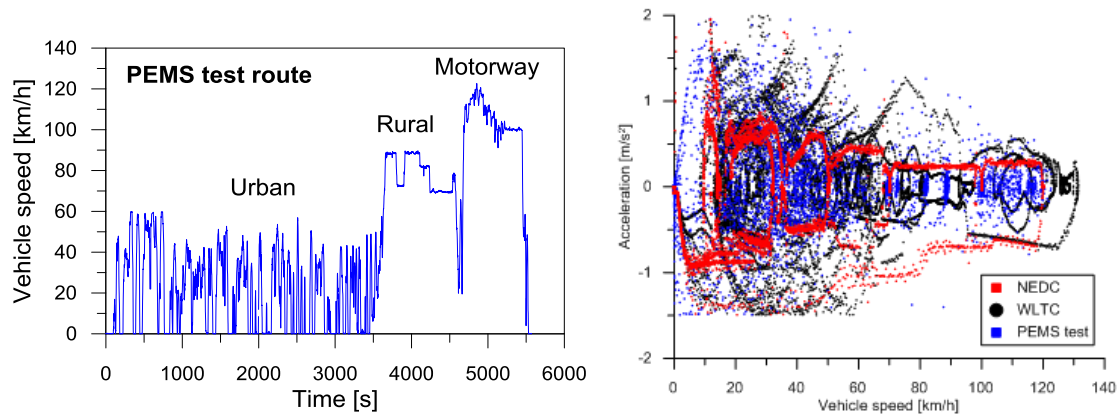 PEMS test route
Motorway
Rural
Urban
Vehicle speed [km/h]
140
120
100
80
60
40
20
0
0 1000 2000 3000 4000 5000 6000
Time [s]
Acceleration [m/s²]
2
1
0
-1
-2
NEDC
WLTC
PEMS test
0 20 40 60 80 100 120 140
Vehicle speed [km/h]